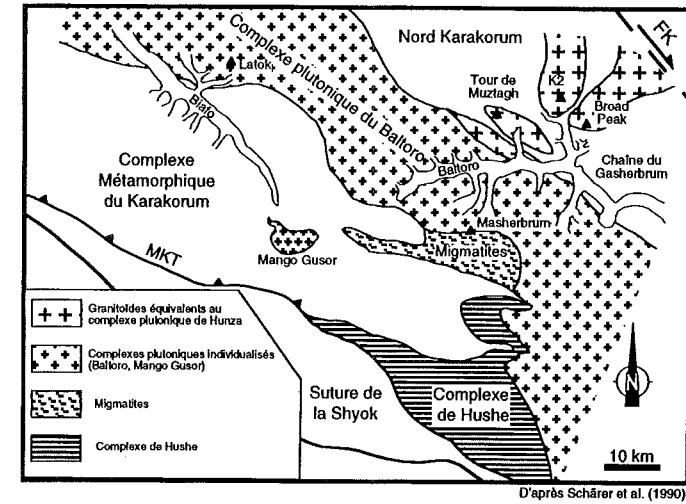 Nord Karakorum
FK
Complexe plutonique du Baltoro
Latok
Tour de
Muztagh
K2
Broad
Peak
Biafo
Complexe
Métamorphique
du Karakorum
Baltoro
Chaîne du
Gasherbrum
Masherbrum
MKT
Mango Gusor
Migmatites
Granitoïdes équivalents au
complexe plutonique de Hunza
Complexes plutoniques individualisés
(Baltoro, Mango Gusor)
Migmatites
Complexe de Hushe
Suture de
la Shyok
Complexe
de Hushe
N
10 km
D'après Schärer et al. (1990)